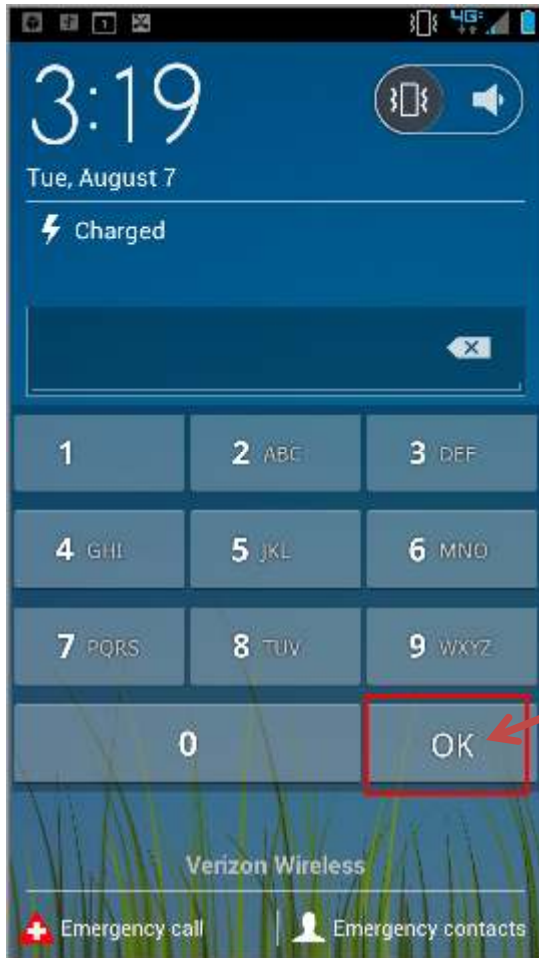 4G
3:19
Tue, August 7
Charged
1
2 ABC
3 DEF
4 GHI
5 JKL
6 MNO
7 PQRS
8 TUV
9 WXYZ
0
OK
Verizon Wireless
Emergency call
Emergency contacts